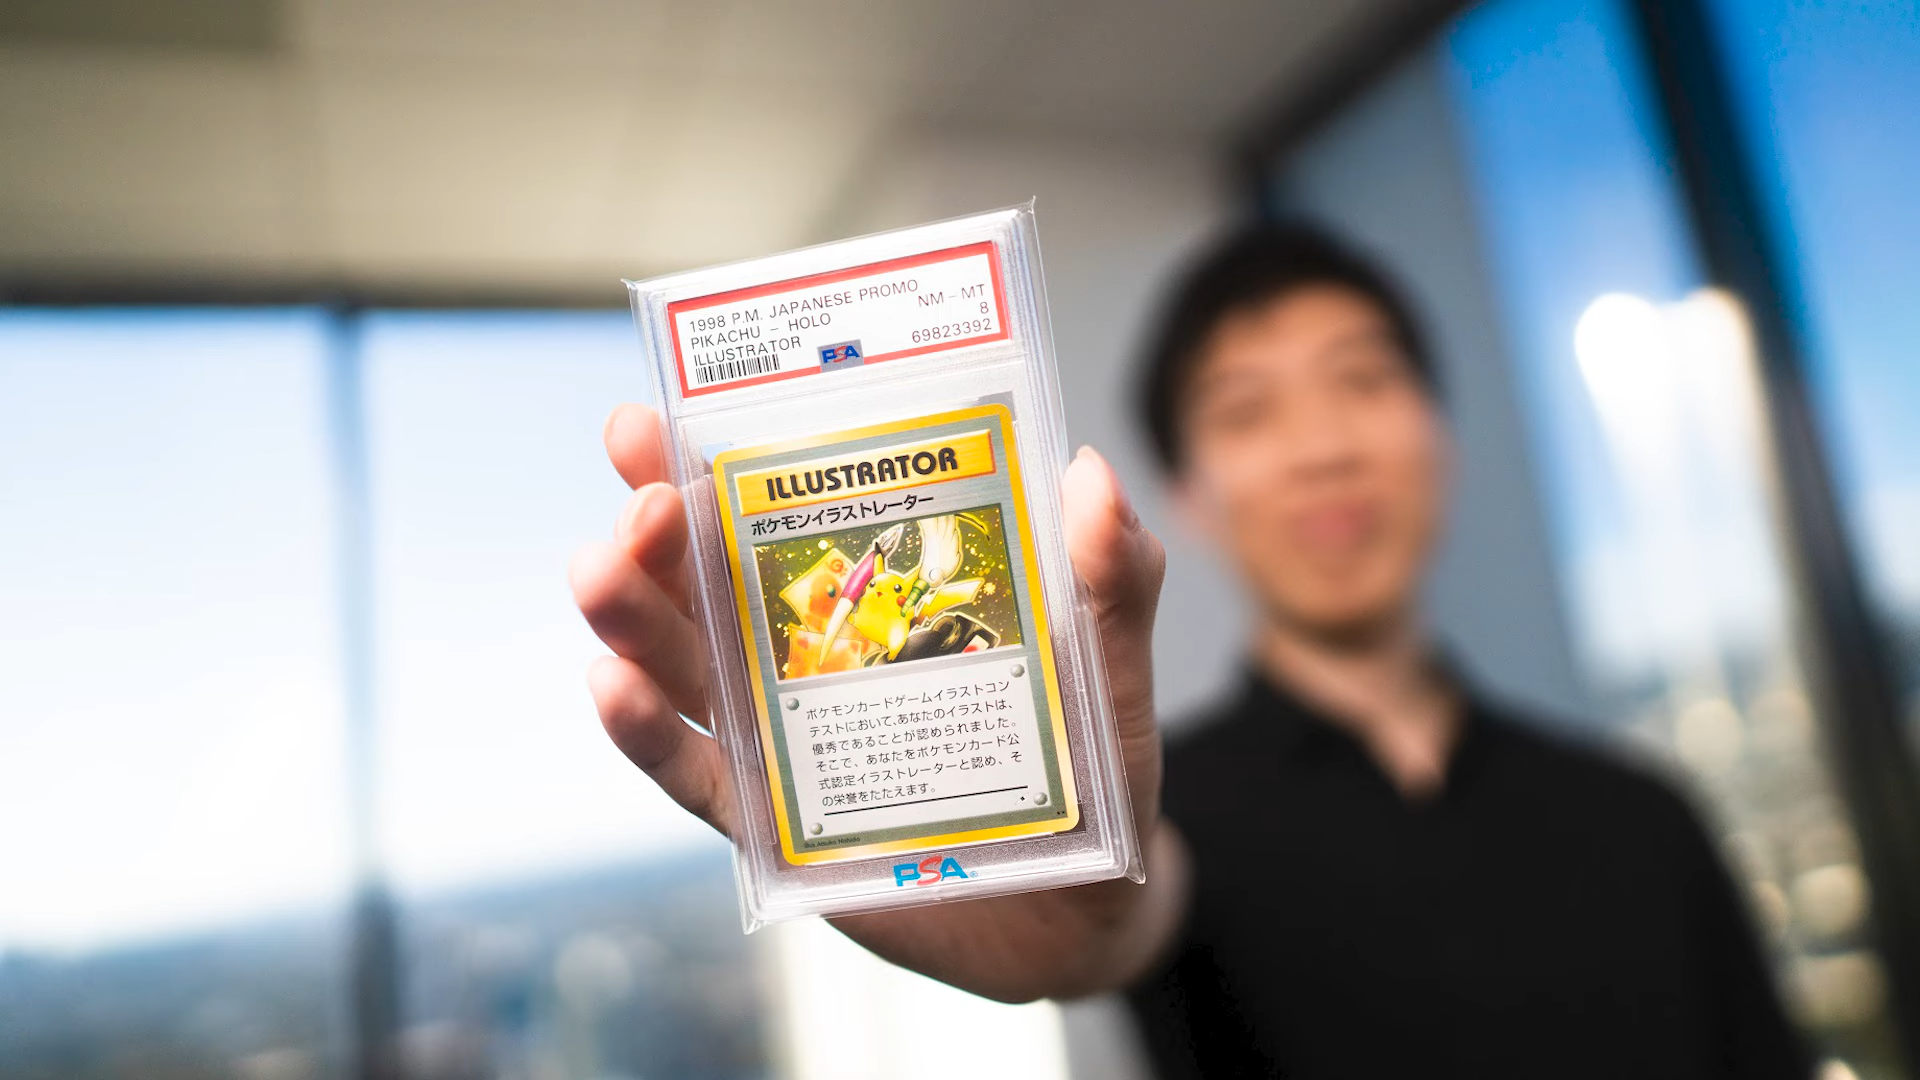 1998 P.M. JAPANESE PROMO
PIKACHU - HOLO NM - MT
ILLUSTRATOR 8
PSA 69823392
ILLUSTRATOR
ポケモンイラストレーター
ポケモンカードゲームイラストコン
テストにおいて、あなたのイラストは、
優秀であることが認められました。
そこで、あなたをポケモンカード公
式認定イラストレーターと認め、そ
の栄誉をたたえます。
Illus. Atsuko Nishida
PSA®